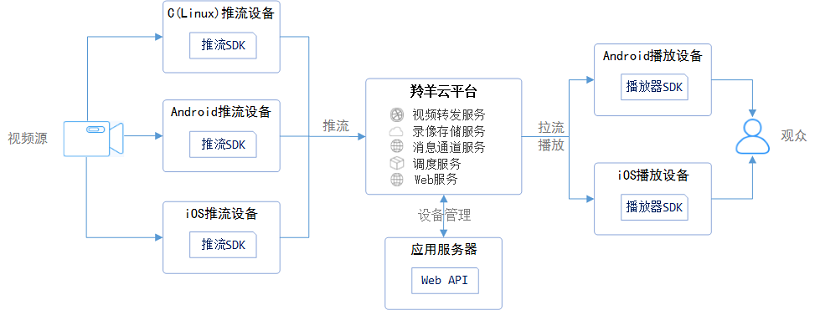 C(Linux)推流设备
推流SDK
Android推流设备
推流SDK
iOS推流设备
推流SDK
视频源
推流
羚羊云平台
视频转发服务
录像存储服务
消息通道服务
调度服务
Web服务
设备管理
应用服务器
Web API
拉流
播放
Android播放设备
播放器SDK
iOS播放设备
播放器SDK
观众